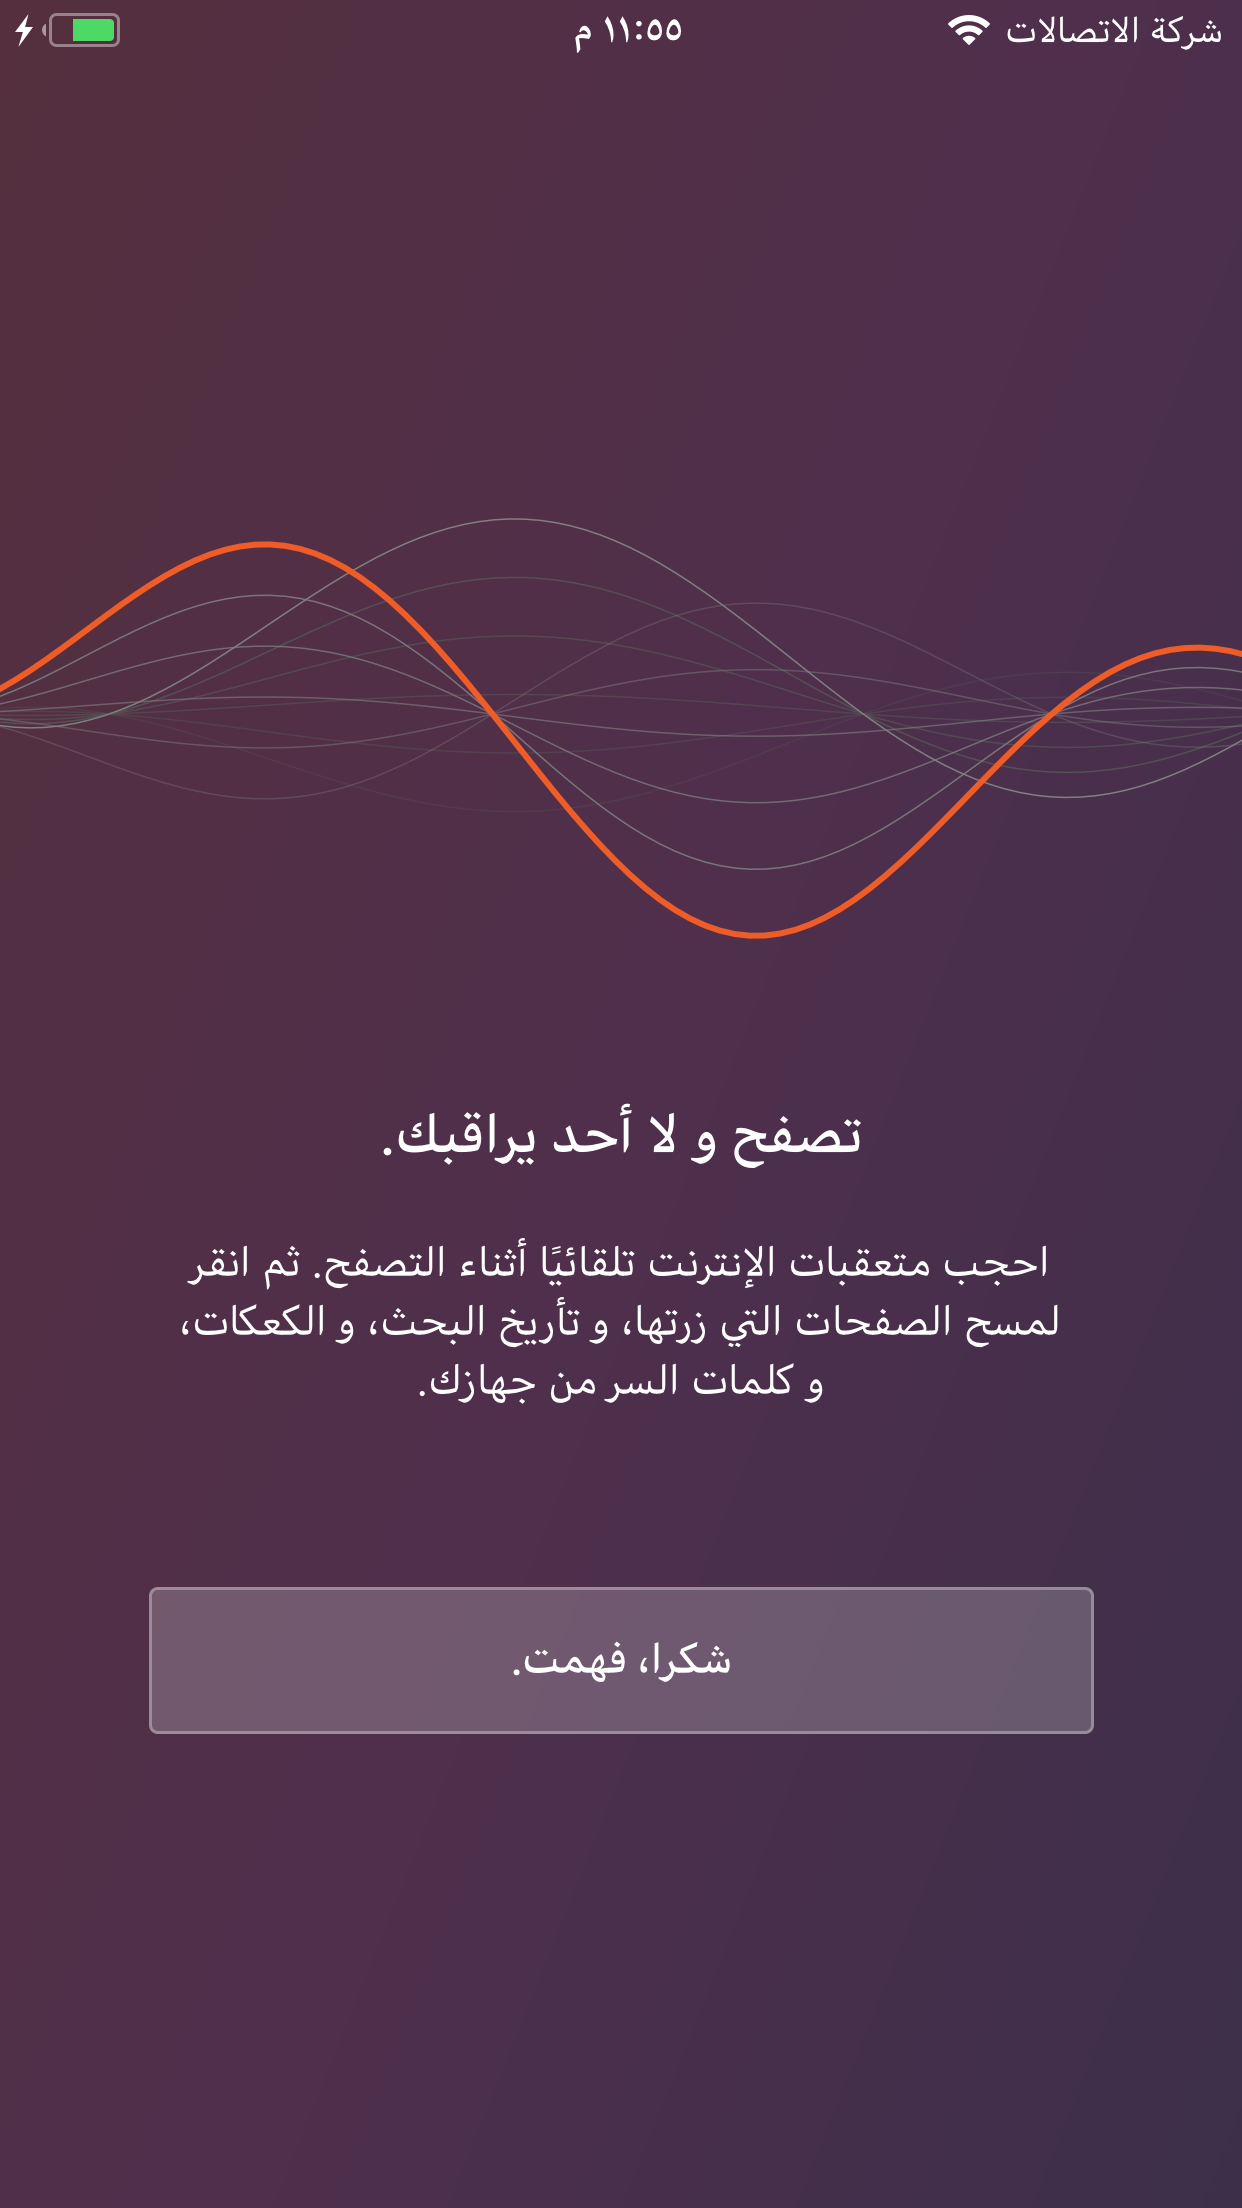 شركة الاتصالات ١١:٥٥ م
تصفح و لا أحد يراقبك.
احجب متعقبات الإنترنت تلقائيًا أثناء التصفح. ثم انقر
لمسح الصفحات التي زرتها، و تأريخ البحث، و الكعكات،
و كلمات السر من جهازك.
شكرا، فهمت.